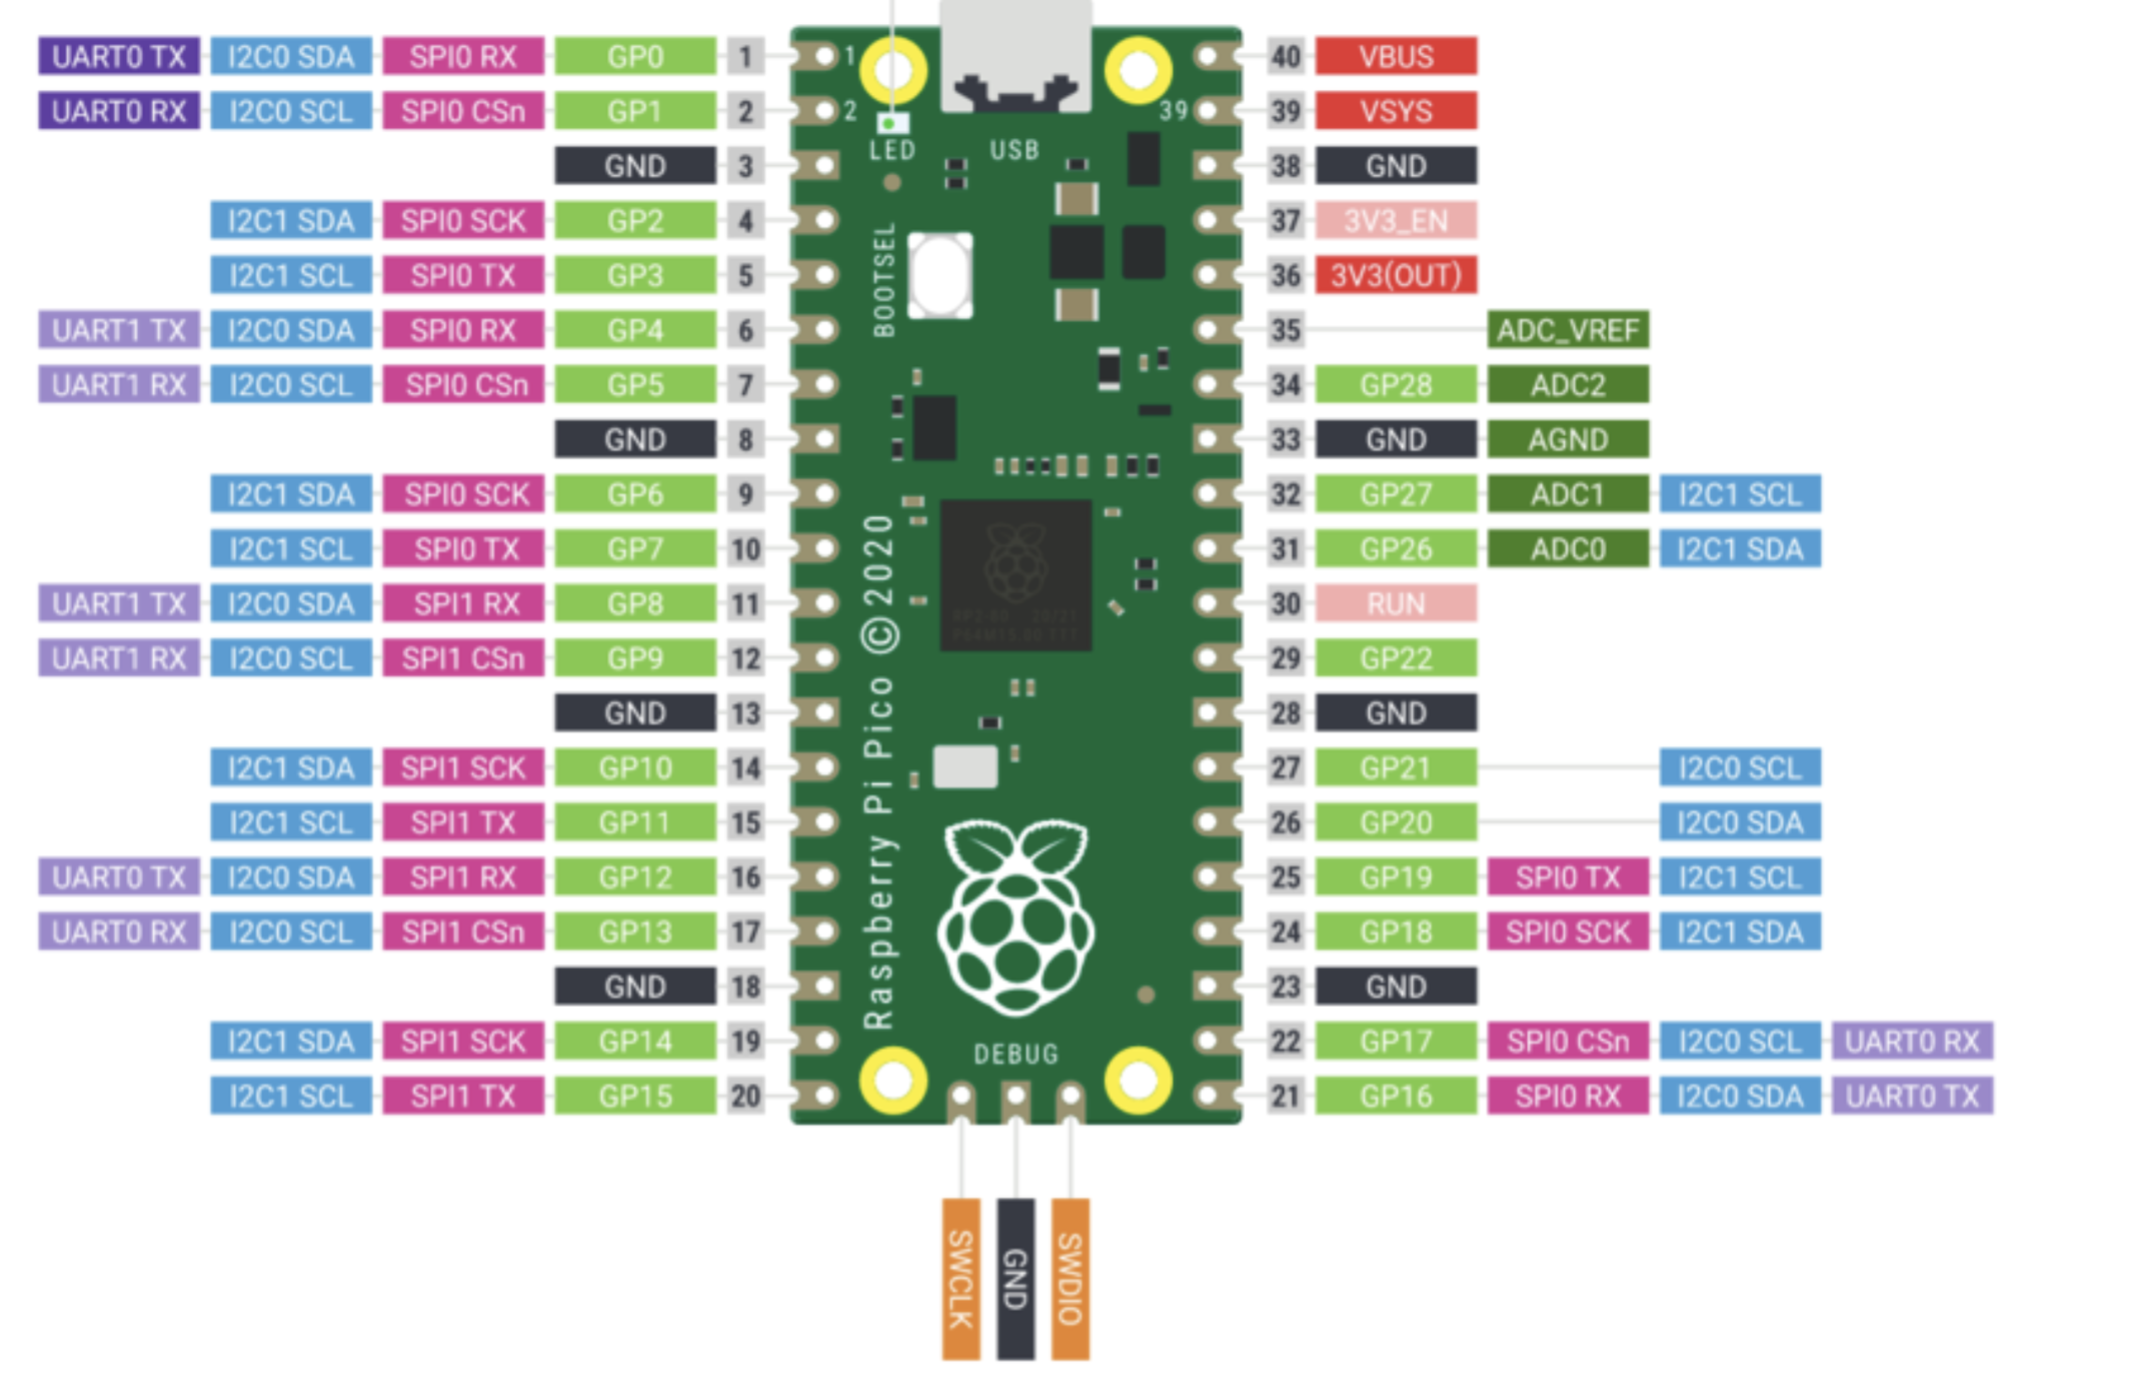 UART0 TX I2C0 SDA SPI0 RX GP0 1 1 40 VBUS
UART0 RX I2C0 SCL SPI0 CSn GP1 2 2 39 39 VSYS
GND 3 LED USB 38 GND
I2C1 SDA SPI0 SCK GP2 4 37 3V3_EN
I2C1 SCL SPI0 TX GP3 5 BOOTSEL 36 3V3(OUT)
UART1 TX I2C0 SDA SPI0 RX GP4 6 35 ADC_VREF
UART1 RX I2C0 SCL SPI0 CSn GP5 7 34 GP28 ADC2
GND 8 33 GND AGND
I2C1 SDA SPI0 SCK GP6 9 32 GP27 ADC1 I2C1 SCL
I2C1 SCL SPI0 TX GP7 10 31 GP26 ADC0 I2C1 SDA
UART1 TX I2C0 SDA SPI1 RX GP8 11 30 RUN
UART1 RX I2C0 SCL SPI1 CSn GP9 12 29 GP22
GND 13 28 GND
I2C1 SDA SPI1 SCK GP10 14 27 GP21 I2C0 SCL
I2C1 SCL SPI1 TX GP11 15 26 GP20 I2C0 SDA
UART0 TX I2C0 SDA SPI1 RX GP12 16 25 GP19 SPI0 TX I2C1 SCL
UART0 RX I2C0 SCL SPI1 CSn GP13 17 24 GP18 SPI0 SCK I2C1 SDA
GND 18 23 GND
Raspberry Pi Pico ©2020
I2C1 SDA SPI1 SCK GP14 19 22 GP17 SPI0 CSn I2C0 SCL UART0 RX
DEBUG
I2C1 SCL SPI1 TX GP15 20 21 GP16 SPI0 RX I2C0 SDA UART0 TX
SWCLK GND SWDIO